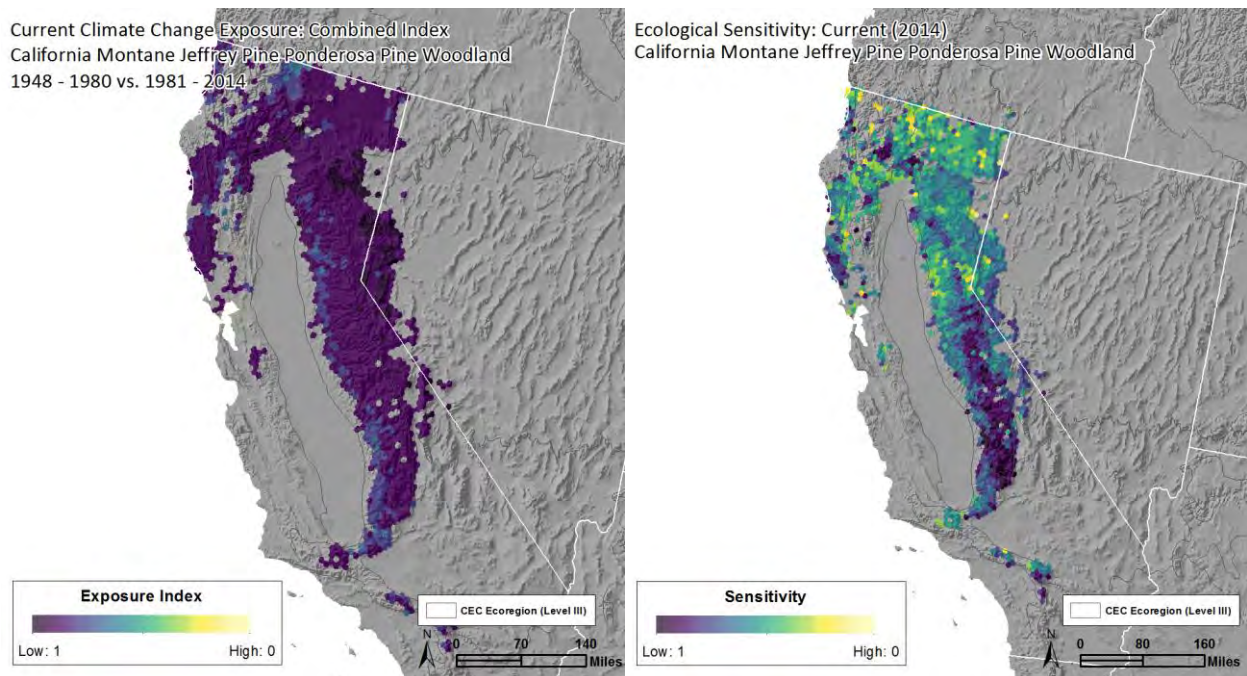 Current Climate Change Exposure: Combined Index
California Montane Jeffrey Pine Ponderosa Pine Woodland
1948 - 1980 vs. 1981 - 2014
Exposure Index
Low: 1
High: 0
CEC Ecoregion (Level III)
N
0 70 140
Miles
Ecological Sensitivity: Current (2014)
California Montane Jeffrey Pine Ponderosa Pine Woodland
Sensitivity
Low: 1
High: 0
CEC Ecoregion (Level III)
N
0 80 160
Miles